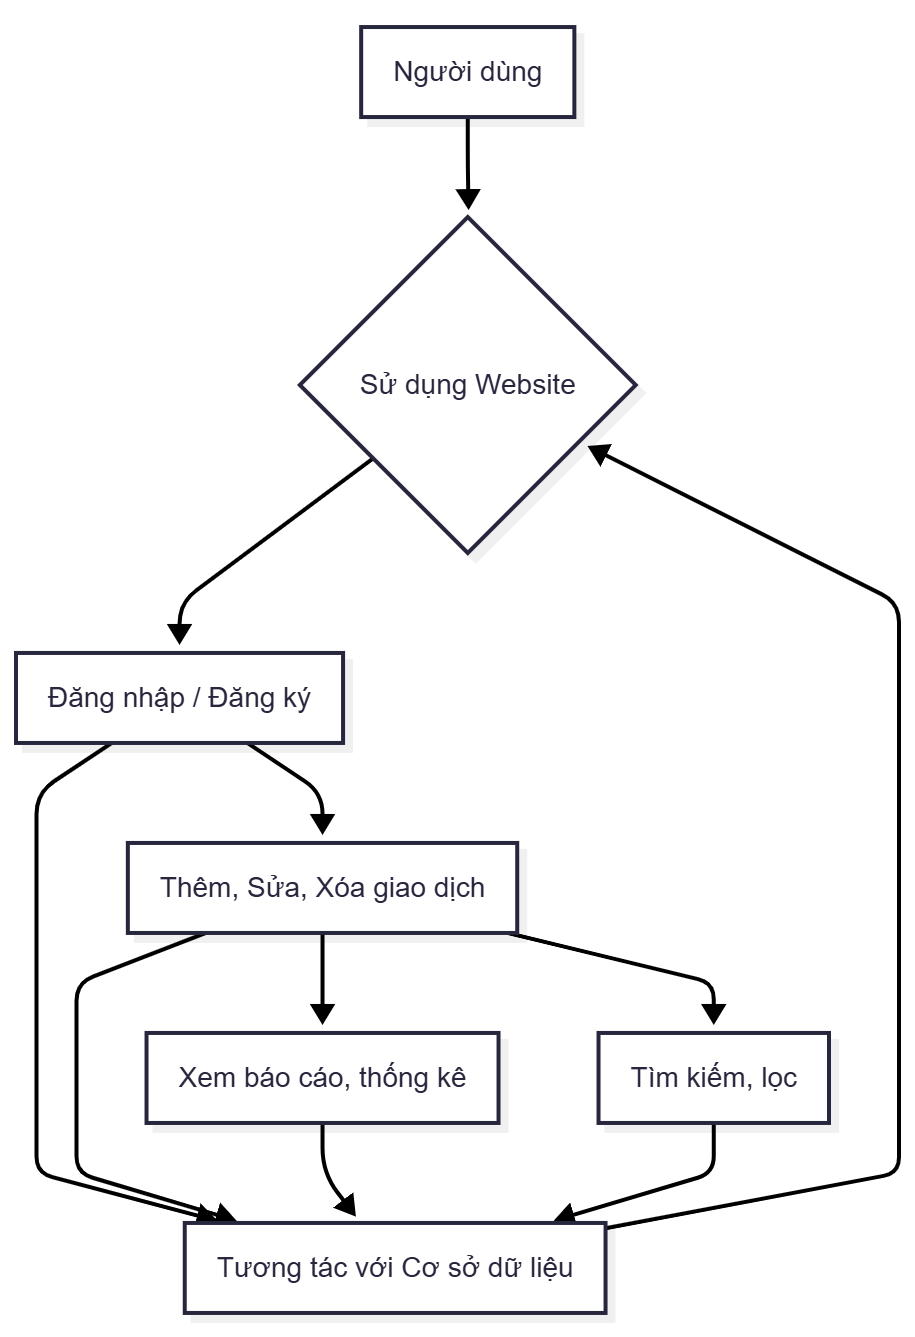 Người dùng
Sử dụng Website
Đăng nhập / Đăng ký
Thêm, Sửa, Xóa giao dịch
Xem báo cáo, thống kê
Tìm kiếm, lọc
Tương tác với Cơ sở dữ liệu